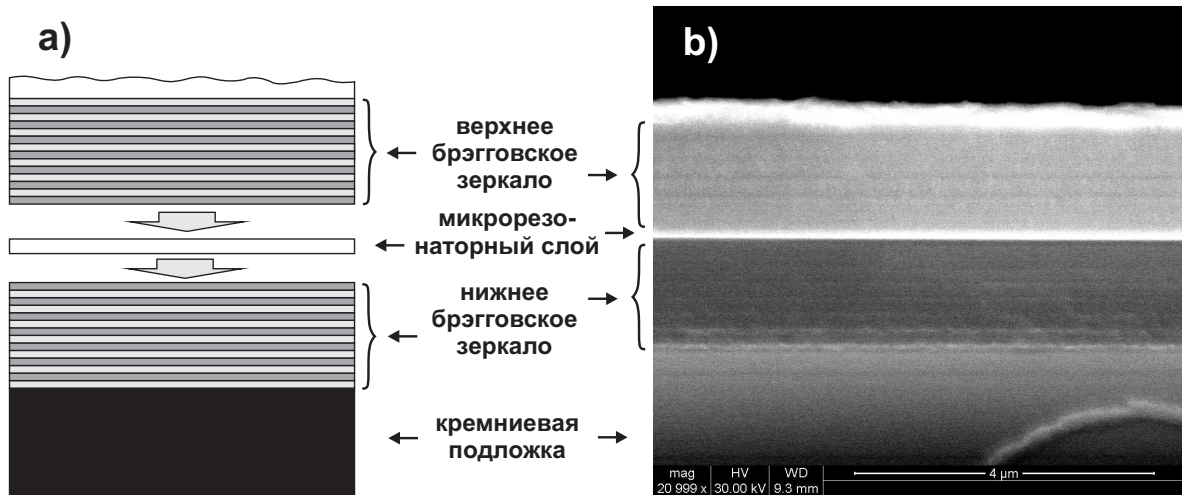 a)
b)
верхнее
брэгговское
зеркало
микрорезо-
наторный слой
нижнее
брэгговское
зеркало
кремниевая
подложка
mag
HV
WD
4 µm
20 999 x
30.00 kV
9.3 mm